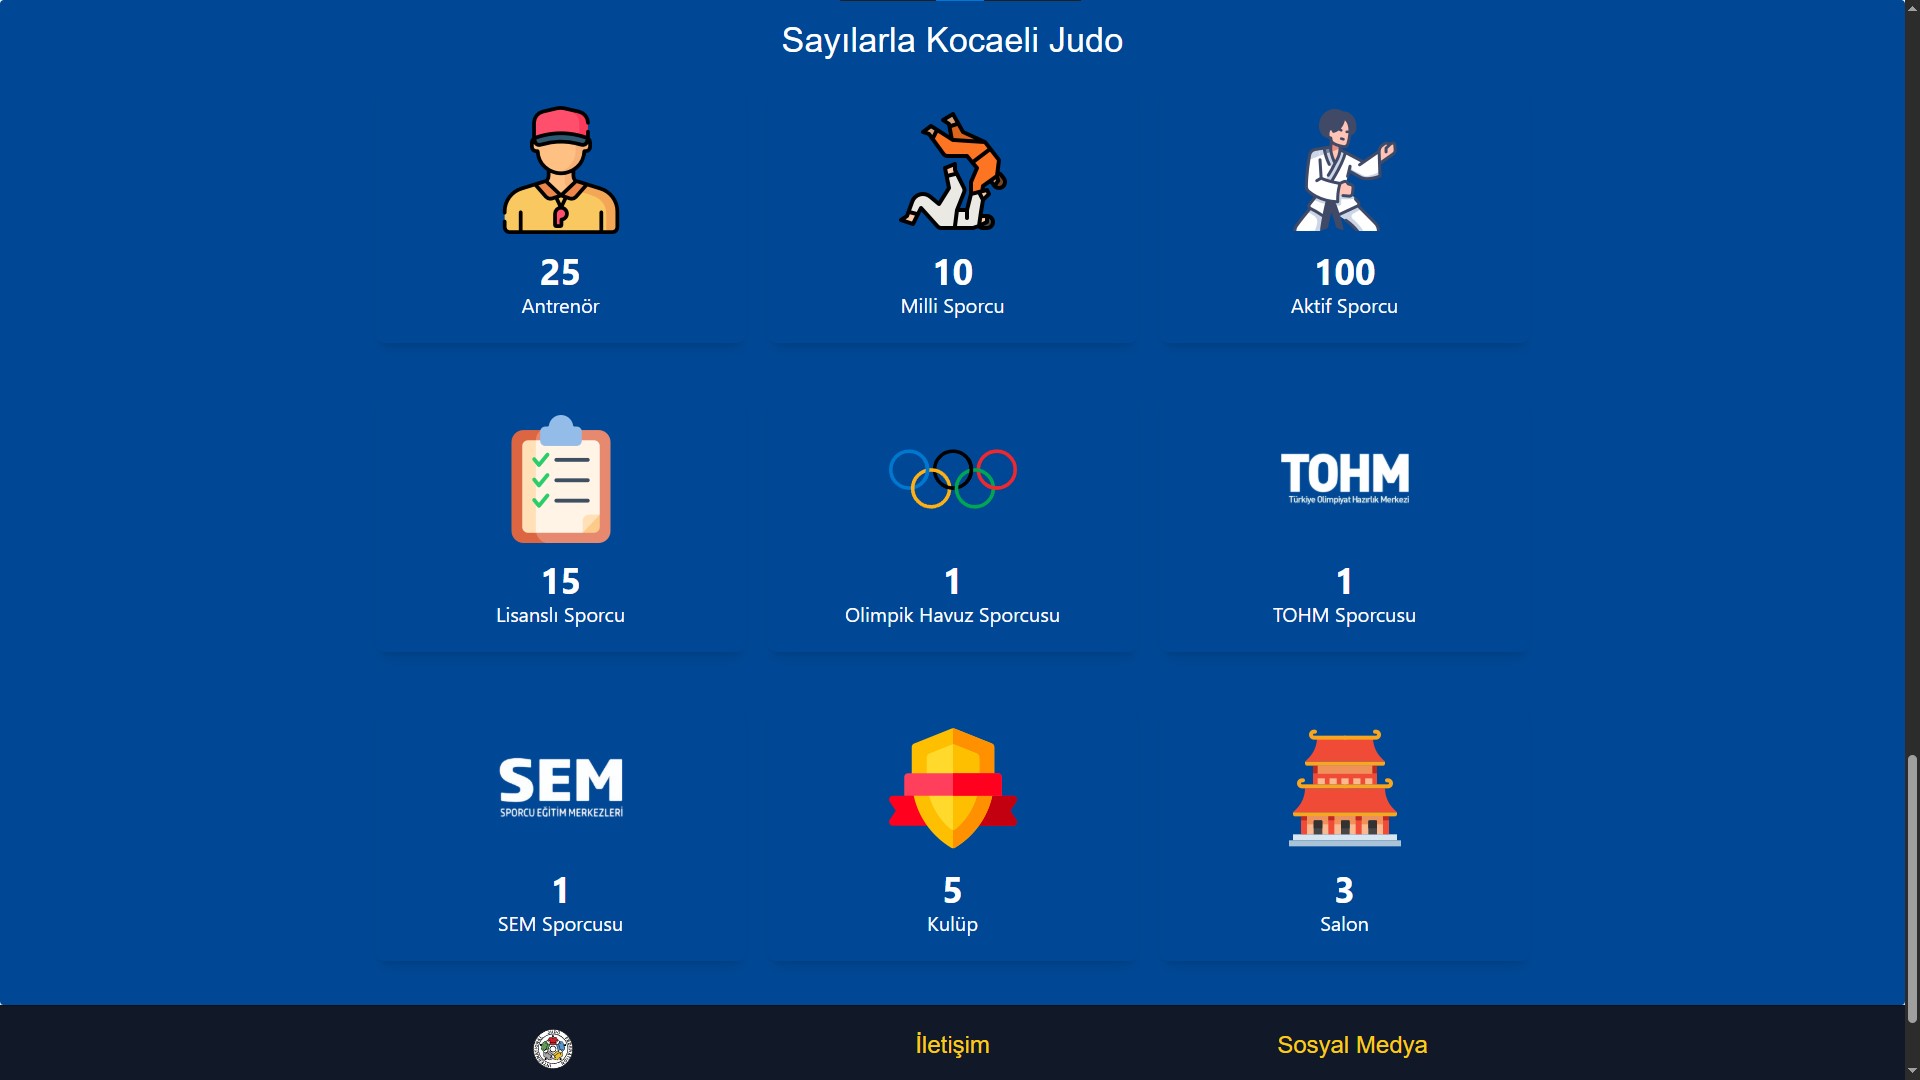 Sayılarla Kocaeli Judo
25
Antrenör
10
Milli Sporcu
100
Aktif Sporcu
15
Lisanslı Sporcu
1
Olimpik Havuz Sporcusu
TOHM
Türkiye Olimpiyat Hazırlık Merkezi
1
TOHM Sporcusu
SEM
SPORCU EĞİTİM MERKEZLERİ
1
SEM Sporcusu
5
Kulüp
3
Salon
İletişim
Sosyal Medya